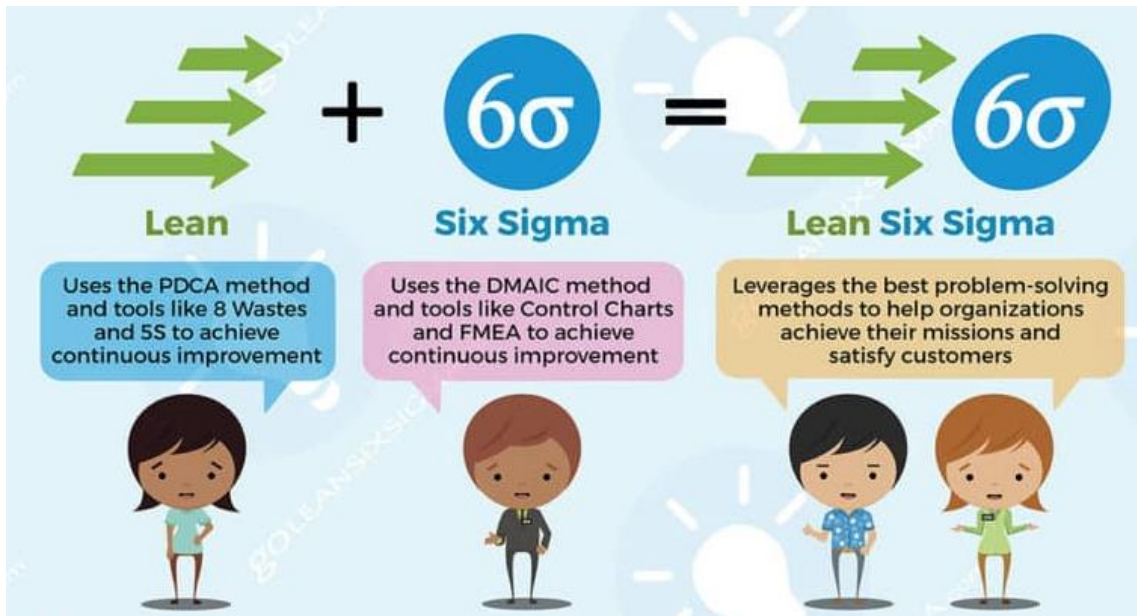 6σ
6σ
Lean
Six Sigma
Lean Six Sigma
Uses the PDCA method
and tools like 8 Wastes
and 5S to achieve
continuous improvement
Uses the DMAIC method
and tools like Control Charts
and FMEA to achieve
continuous improvement
Leverages the best problem-solving
methods to help organizations
achieve their missions and
satisfy customers